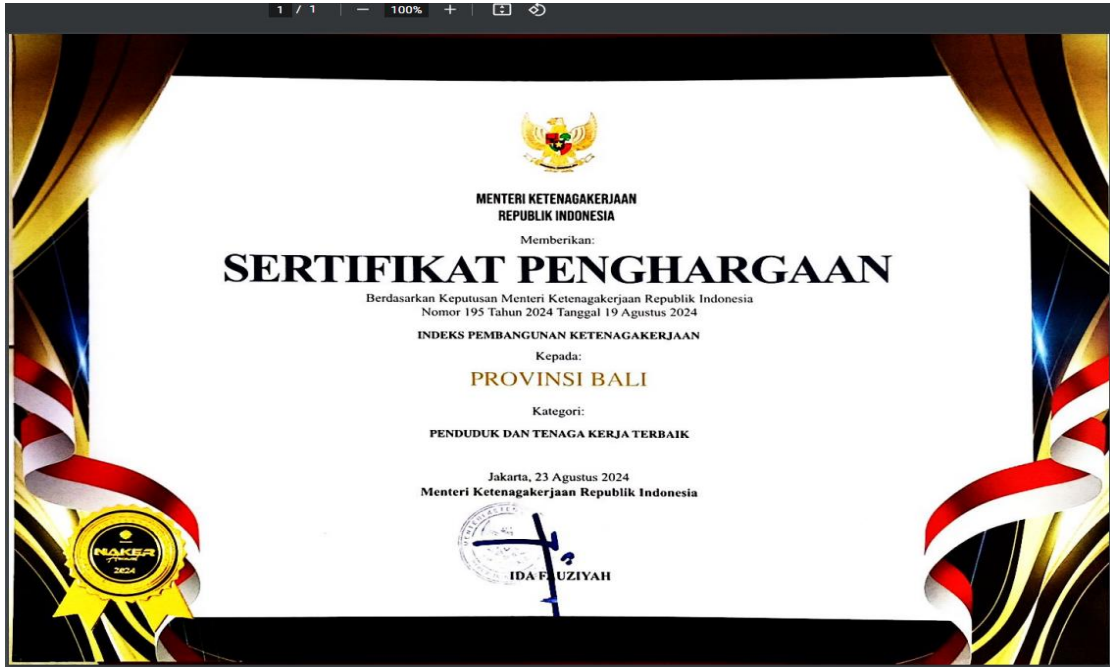 1 / 1 | — 100% + |
MENTERI KETENAGAKERJAAN
REPUBLIK INDONESIA
Memberikan:
SERTIFIKAT PENGHARGAAN
Berdasarkan Keputusan Menteri Ketenagakerjaan Republik Indonesia
Nomor 195 Tahun 2024 Tanggal 19 Agustus 2024
INDEKS PEMBANGUNAN KETENAGAKERJAAN
Kepada:
PROVINSI BALI
Kategori:
PENDUDUK DAN TENAGA KERJA TERBAIK
Jakarta, 23 Agustus 2024
Menteri Ketenagakerjaan Republik Indonesia
IDA FAUZIYAH
NAKER
Award
2024